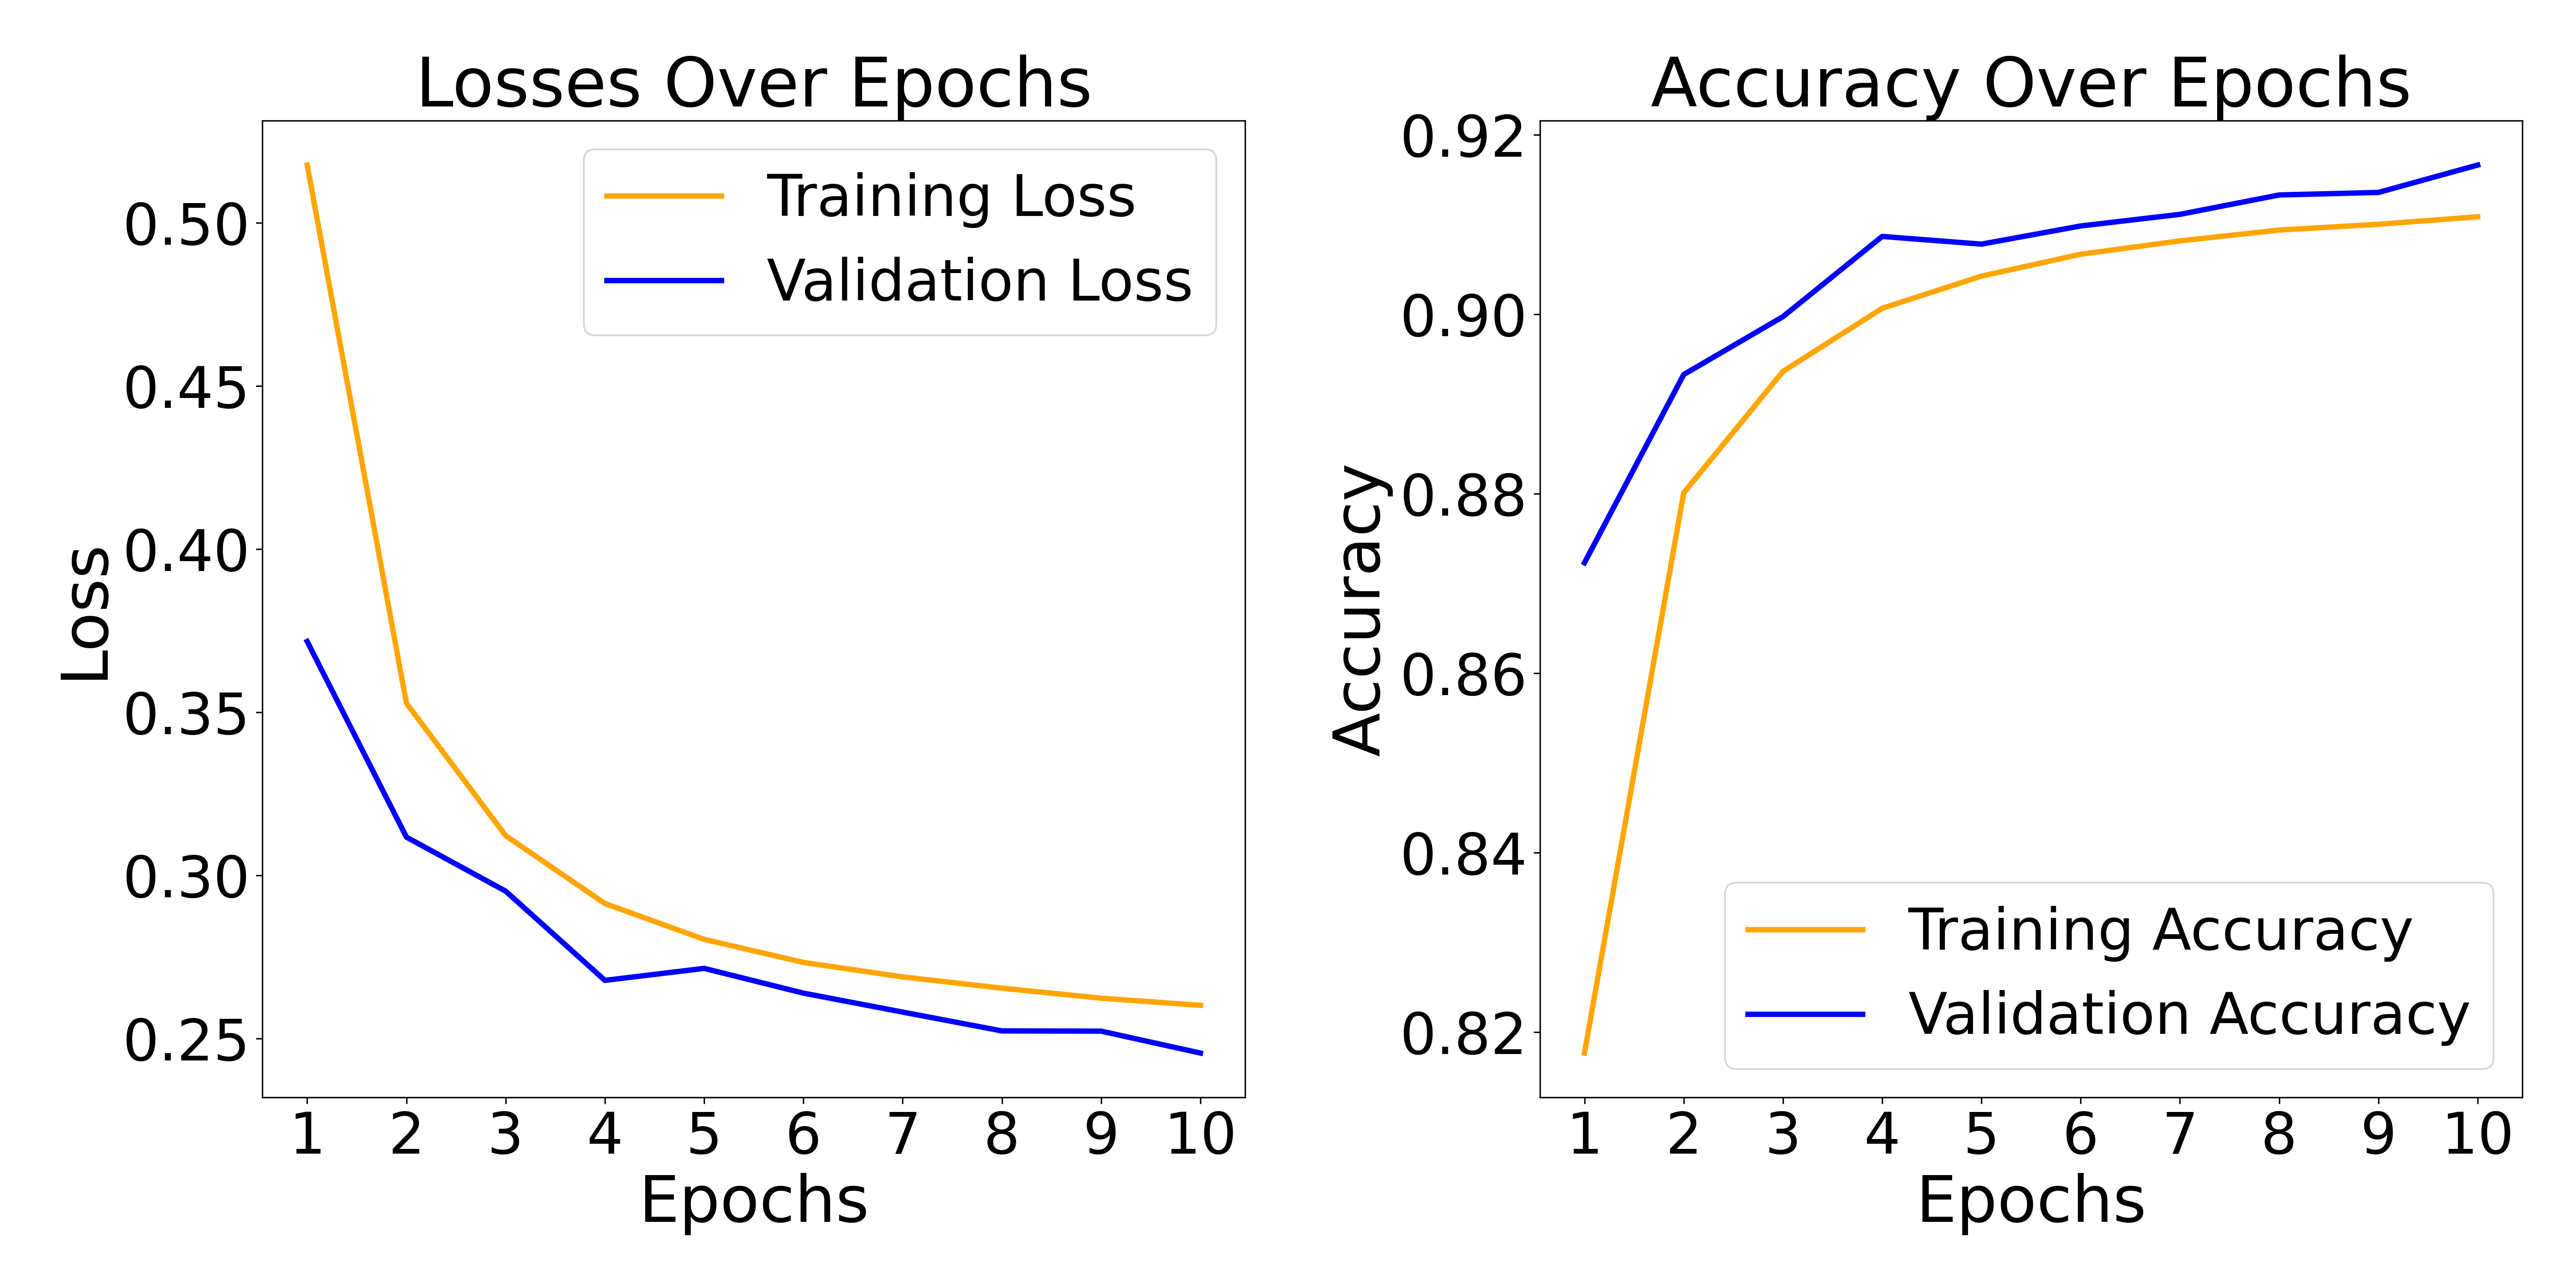 Losses Over Epochs
Training Loss
Validation Loss
0.50
0.45
0.40
0.35
0.30
0.25
Loss
1 2 3 4 5 6 7 8 9 10
Epochs
Accuracy Over Epochs
0.92
0.90
0.88
0.86
0.84
0.82
Accuracy
Training Accuracy
Validation Accuracy
1 2 3 4 5 6 7 8 9 10
Epochs